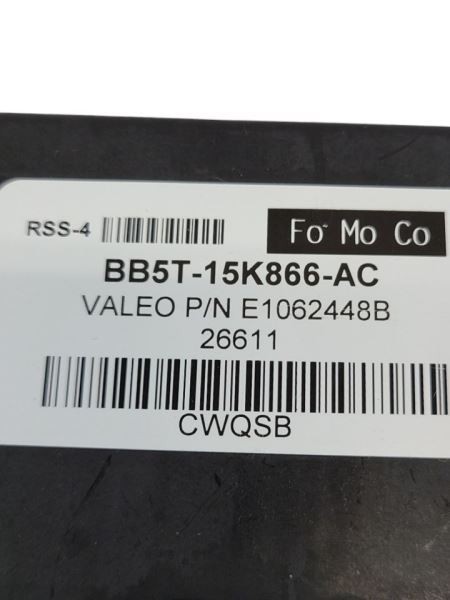 RSS-4 Fo Mo Co
BB5T-15K866-AC
VALEO P/N E1062448B
26611
CWQSB